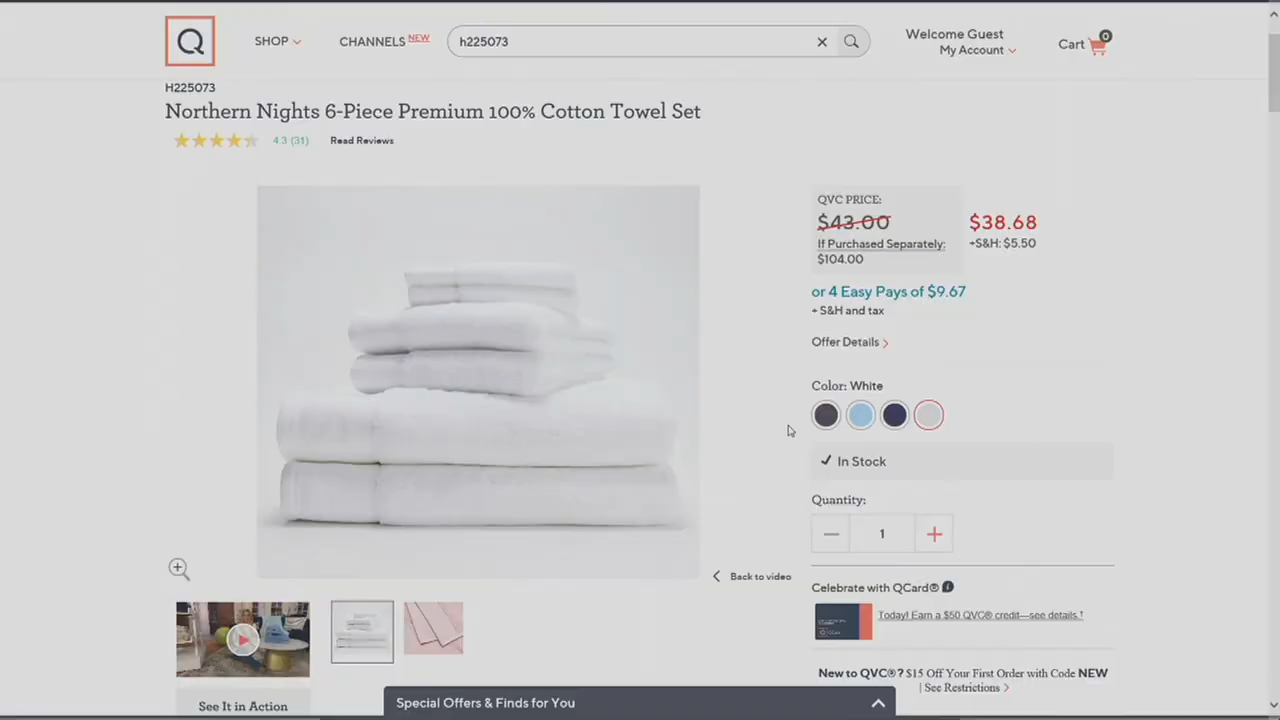 Q
SHOP
CHANNELS NEW
h225073
Welcome Guest
My Account
Cart
0
H225073
Northern Nights 6-Piece Premium 100% Cotton Towel Set
4.3 (31)
Read Reviews
QVC PRICE:
$43.00
$38.68
If Purchased Separately:
+S&H: $5.50
$104.00
or 4 Easy Pays of $9.67
+ S&H and tax
Offer Details
Color: White
In Stock
Quantity:
1
Back to video
Celebrate with QCard®
Today! Earn a $50 QVC® credit—see details.†
New to QVC®? $15 Off Your First Order with Code NEW
| See Restrictions
See It in Action
Special Offers & Finds for You